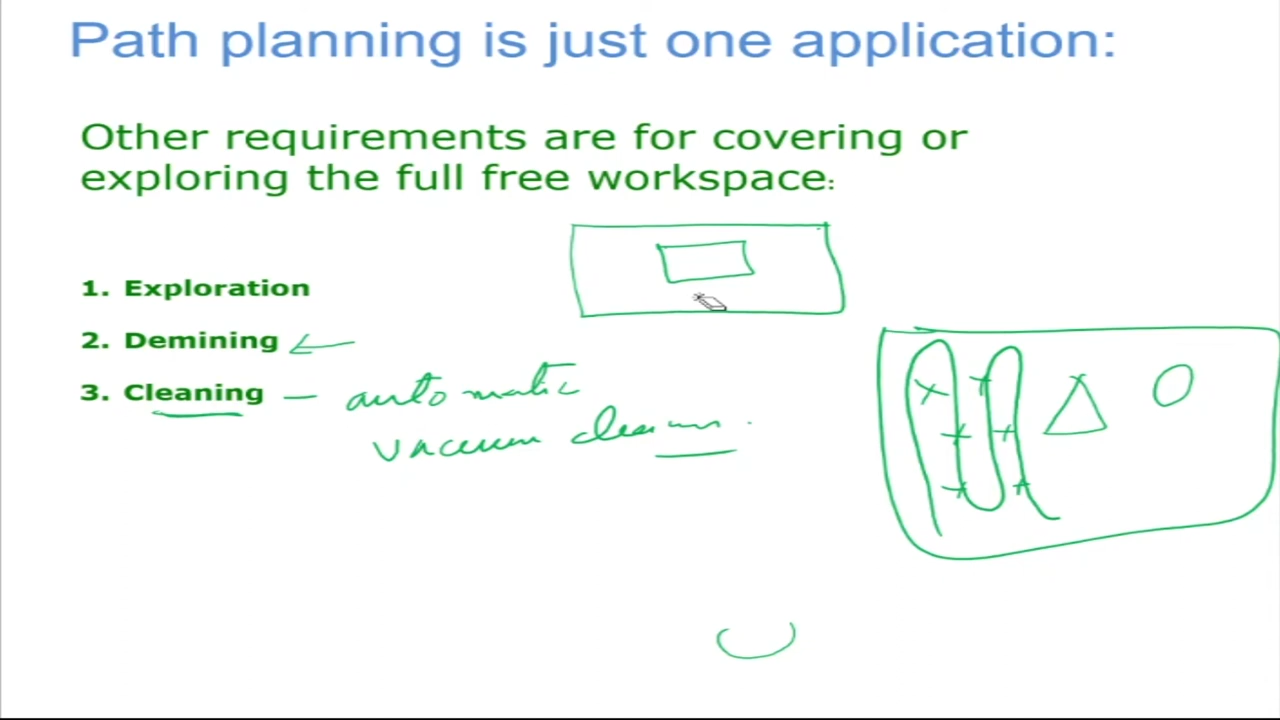 Path planning is just one application:
Other requirements are for covering or
exploring the full free workspace:
1. Exploration
2. Demining
3. Cleaning – automatic
vacuum cleaner.